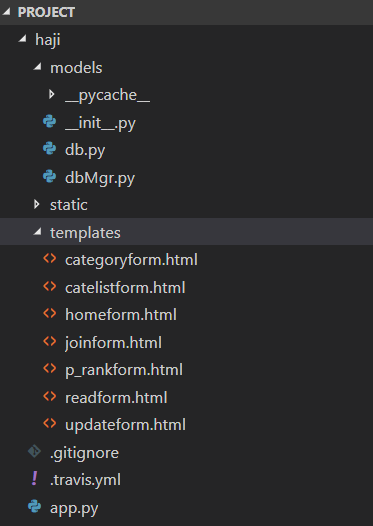 PROJECT
haji
models
__pycache__
__init__.py
db.py
dbMgr.py
static
templates
categoryform.html
catelistform.html
homeform.html
joinform.html
p_rankform.html
readform.html
updateform.html
.gitignore
.travis.yml
app.py